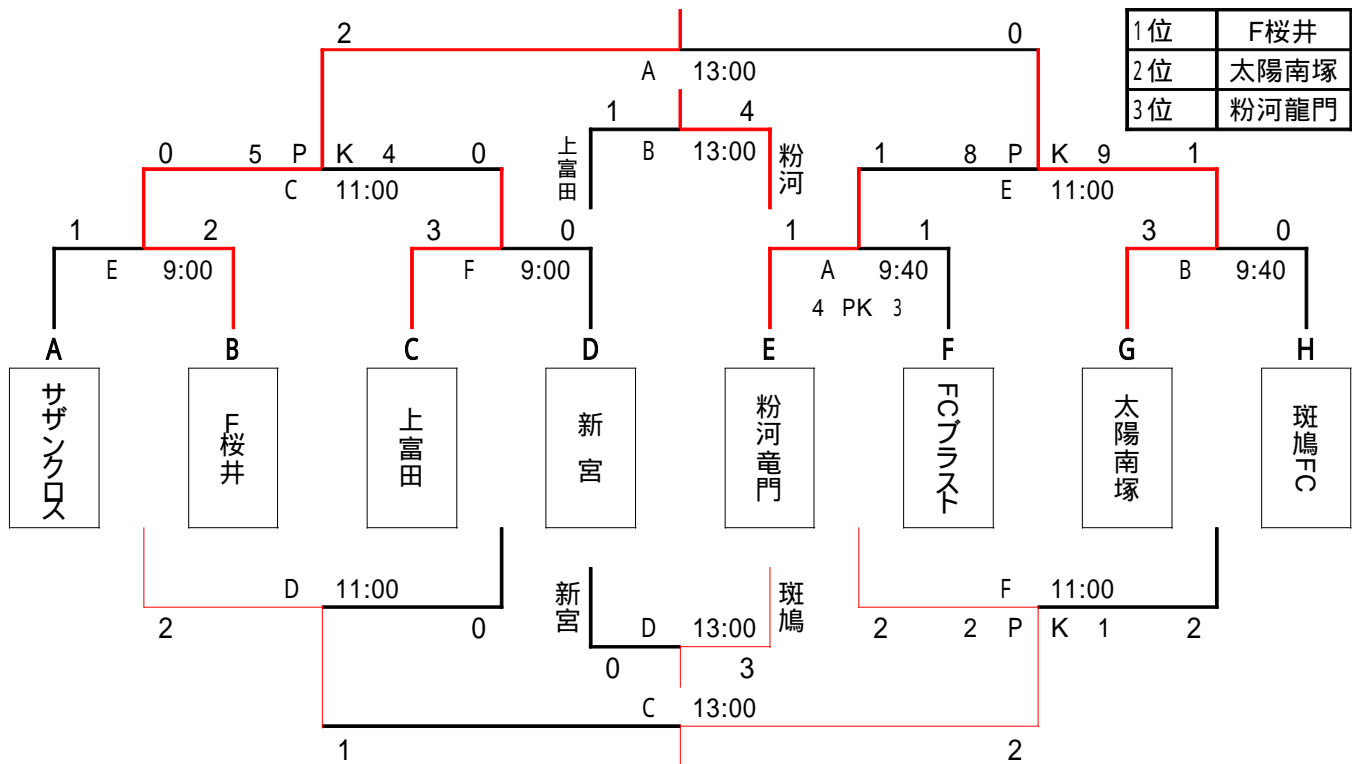 2 0
1位 F桜井
2位 太陽南塚
3位 粉河龍門
A 13:00
1 4
上富田
B 13:00
粉河
0 5 P K 4 0
C 11:00
1 8 P K 9 1
E 11:00
1 2
E 9:00
3 0
F 9:00
1 1
A 9:40
4 PK 3
3 0
B 9:40
A B C D E F G H
サザンクロス
F桜井
上富田
新宮
粉河竜門
FCブラスト
太陽南塚
斑鳩FC
D 11:00
2 0
新宮
D 13:00
斑鳩
0 3
F 11:00
2 2 P K 1 2
C 13:00
1 2